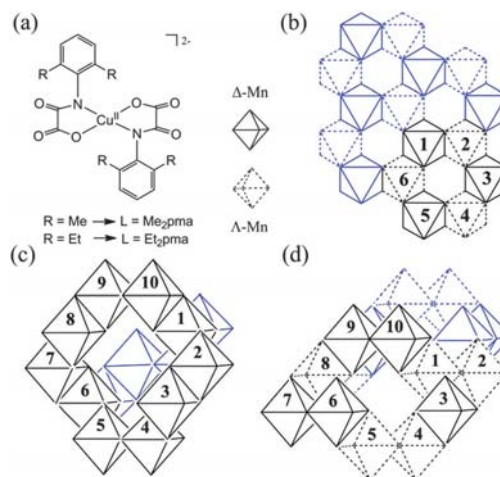 (a)
R
R
]2-
N
O
O
Cu
II
O
O
N
O
O
R
R
R = Me → L = Me2pma
R = Et → L = Et2pma
Δ-Mn
Λ-Mn
(b)
1
2
6
3
5
4
(c)
9
10
8
1
7
2
6
3
5
4
(d)
9
10
8
1
2
7
6
3
5
4